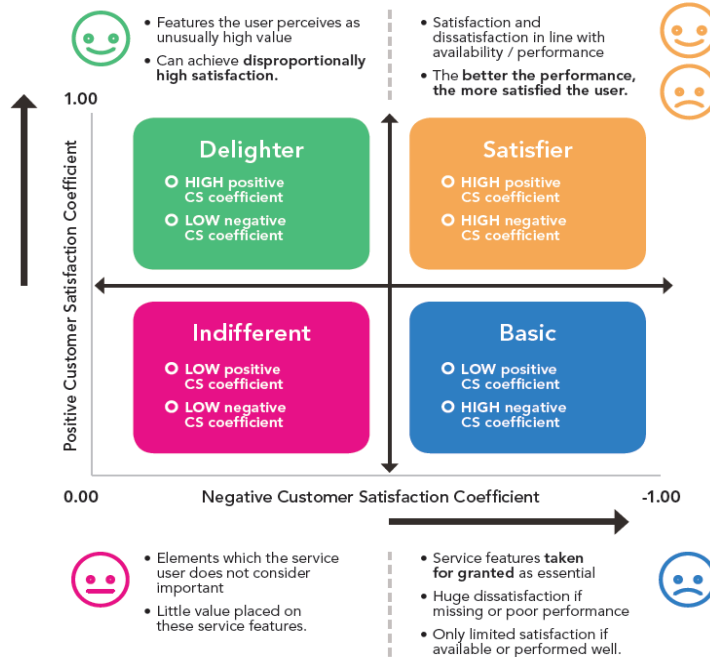 • Features the user perceives as
unusually high value
• Can achieve disproportionally
high satisfaction.
• Satisfaction and
dissatisfaction in line with
availability / performance
• The better the performance,
the more satisfied the user.
1.00
Positive Customer Satisfaction Coefficient
Delighter
HIGH positive
CS coefficient
LOW negative
CS coefficient
Satisfier
HIGH positive
CS coefficient
HIGH negative
CS coefficient
Indifferent
LOW positive
CS coefficient
LOW negative
CS coefficient
Basic
LOW positive
CS coefficient
HIGH negative
CS coefficient
0.00
Negative Customer Satisfaction Coefficient
-1.00
• Elements which the service
user does not consider
important
• Little value placed on
these service features.
• Service features taken
for granted as essential
• Huge dissatisfaction if
missing or poor performance
• Only limited satisfaction if
available or performed well.